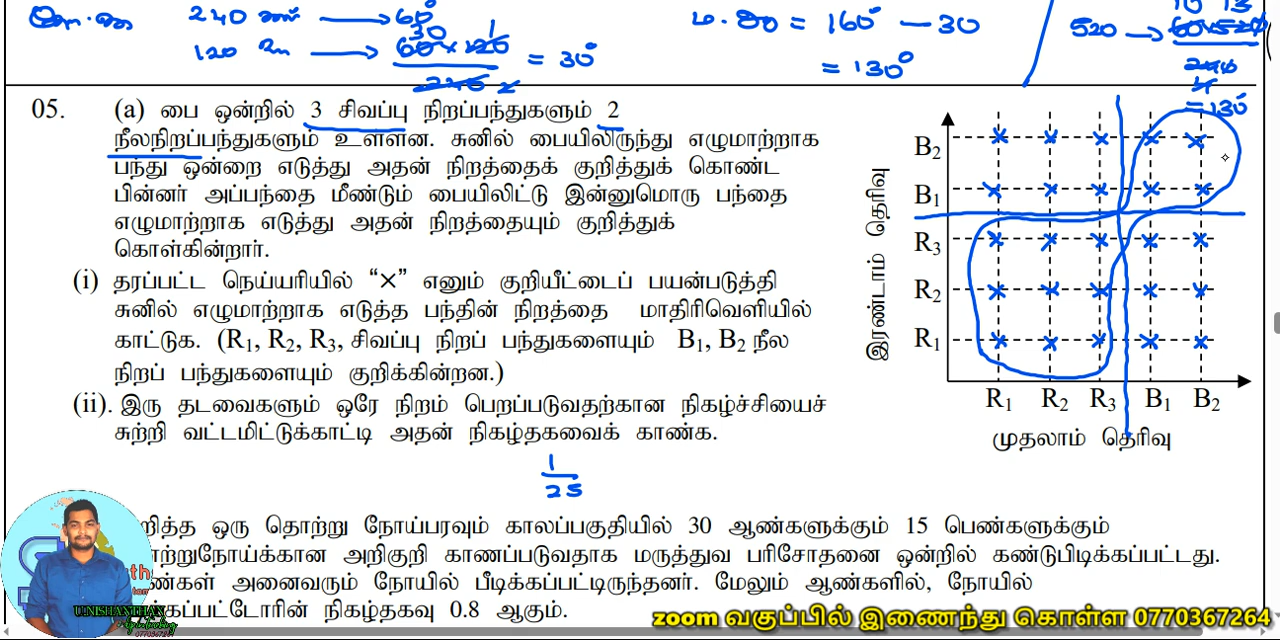 240 ⟶ 60°
120 ⟶ 60 × 120 / 240 = 30°
= 160° − 30
= 130°
520 → 60×520
= 130°
05. (a) பை ஒன்றில் 3 சிவப்பு நிறப்பந்துகளும் 2
நீலநிறப்பந்துகளும் உள்ளன. சுனில் பையிலிருந்து எழுமாற்றாக
பந்து ஒன்றை எடுத்து அதன் நிறத்தைக் குறித்துக் கொண்ட
பின்னர் அப்பந்தை மீண்டும் பையிலிட்டு இன்னுமொரு பந்தை
எழுமாற்றாக எடுத்து அதன் நிறத்தையும் குறித்துக்
கொள்கின்றார்.
(i) தரப்பட்ட நெய்யரியில் “×” எனும் குறியீட்டைப் பயன்படுத்தி
சுனில் எழுமாற்றாக எடுத்த பந்தின் நிறத்தை மாதிரிவெளியில்
காட்டுக. (R₁, R₂, R₃, சிவப்பு நிறப் பந்துகளையும் B₁, B₂ நீல
நிறப் பந்துகளையும் குறிக்கின்றன.)
(ii). இரு தடவைகளும் ஒரே நிறம் பெறப்படுவதற்கான நிகழ்ச்சியைச்
சுற்றி வட்டமிட்டுக்காட்டி அதன் நிகழ்தகவைக் காண்க.
1/25
இரண்டாம் தெரிவு
B₂
B₁
R₃
R₂
R₁
R₁ R₂ R₃ B₁ B₂
முதலாம் தெரிவு
ஒரு தொற்று நோய்பரவும் காலப்பகுதியில் 30 ஆண்களுக்கும் 15 பெண்களுக்கும்
அறிகுறி காணப்படுவதாக மருத்துவ பரிசோதனை ஒன்றில் கண்டுபிடிக்கப்பட்டது.
அனைவரும் நோயில் பீடிக்கப்பட்டிருந்தனர். மேலும் ஆண்களில், நோயில்
நிகழ்தகவு 0.8 ஆகும்.
U.NISHANTHAN
0770367264
zoom வகுப்பில் இணைந்து கொள்ள 0770367264